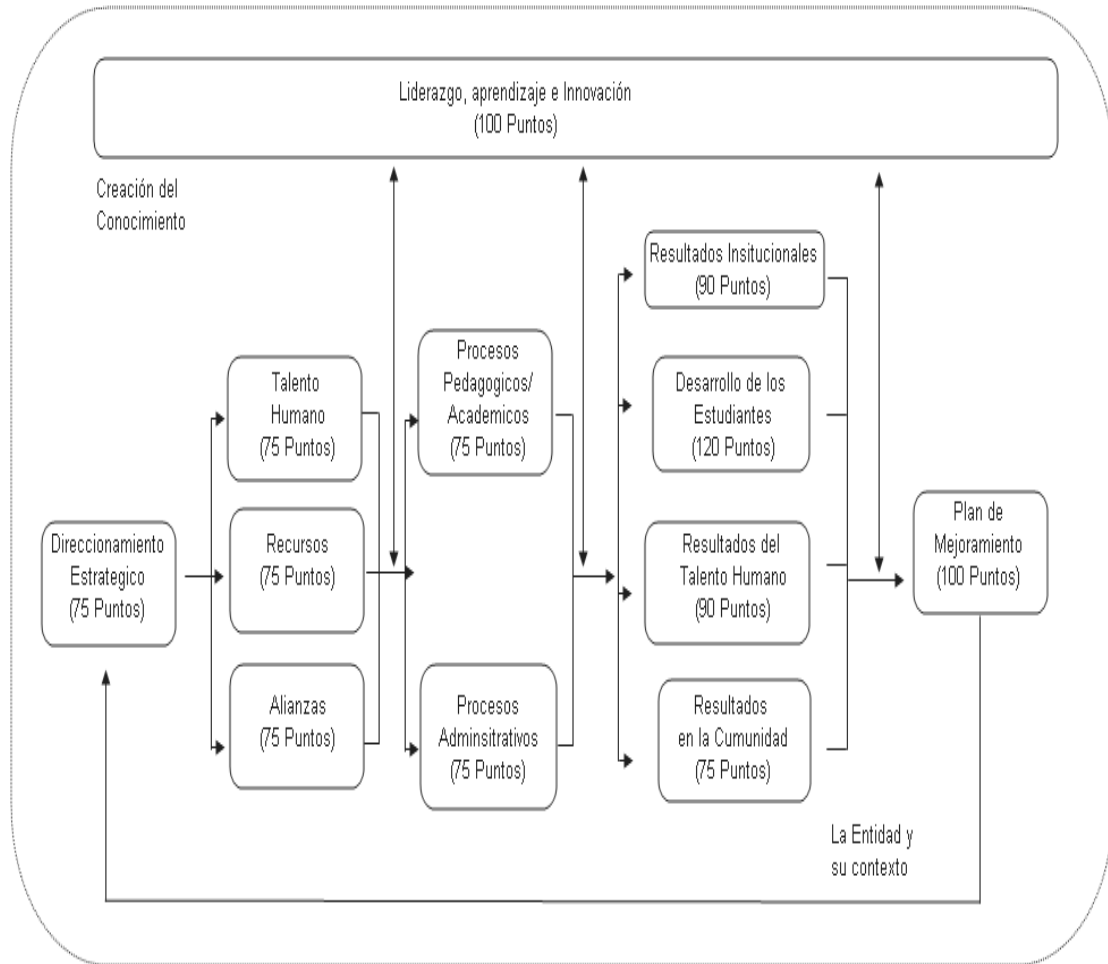 Liderazgo, aprendizaje e Innovación
(100 Puntos)
Creación del
Conocimiento
Direccionamiento
Estrategico
(75 Puntos)
Talento
Humano
(75 Puntos)
Recursos
(75 Puntos)
Alianzas
(75 Puntos)
Procesos
Pedagogicos/
Academicos
(75 Puntos)
Procesos
Adminsitrativos
(75 Puntos)
Resultados Insitucionales
(90 Puntos)
Desarrollo de los
Estudiantes
(120 Puntos)
Resultados del
Talento Humano
(90 Puntos)
Resultados
en la Cumunidad
(75 Puntos)
Plan de
Mejoramiento
(100 Puntos)
La Entidad y
su contexto